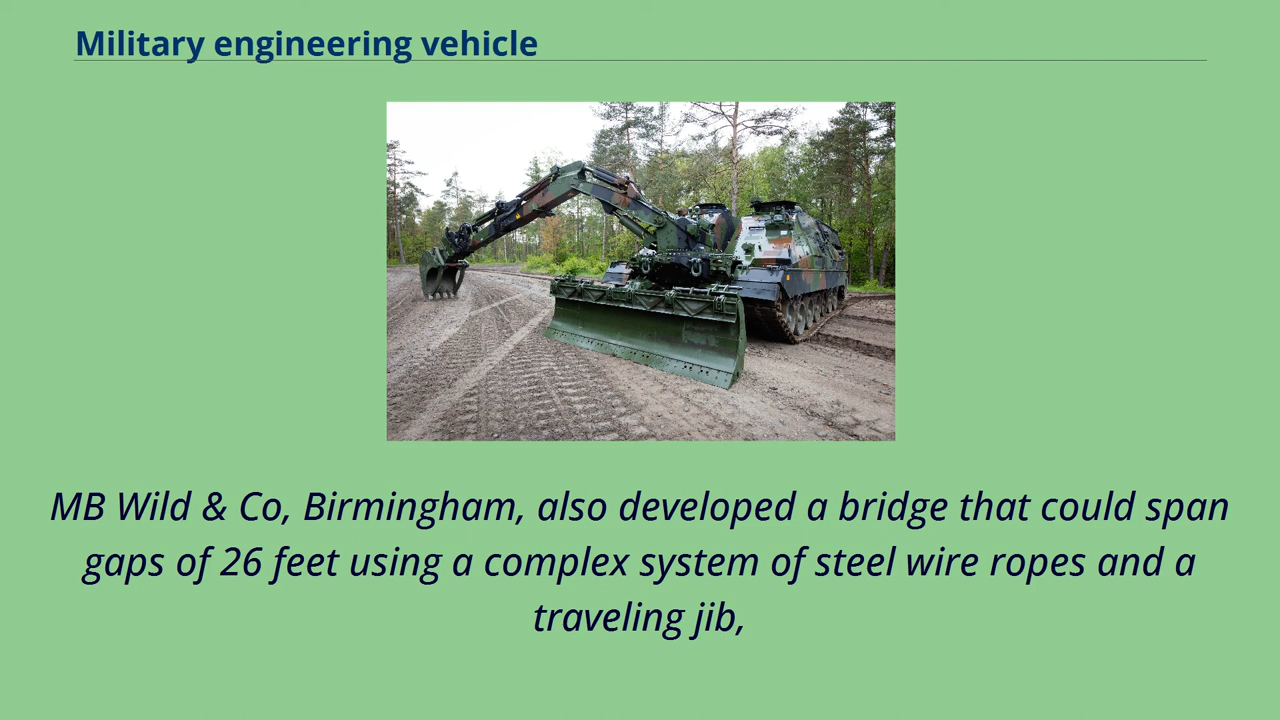 Military engineering vehicle
MB Wild & Co, Birmingham, also developed a bridge that could span
gaps of 26 feet using a complex system of steel wire ropes and a
traveling jib,